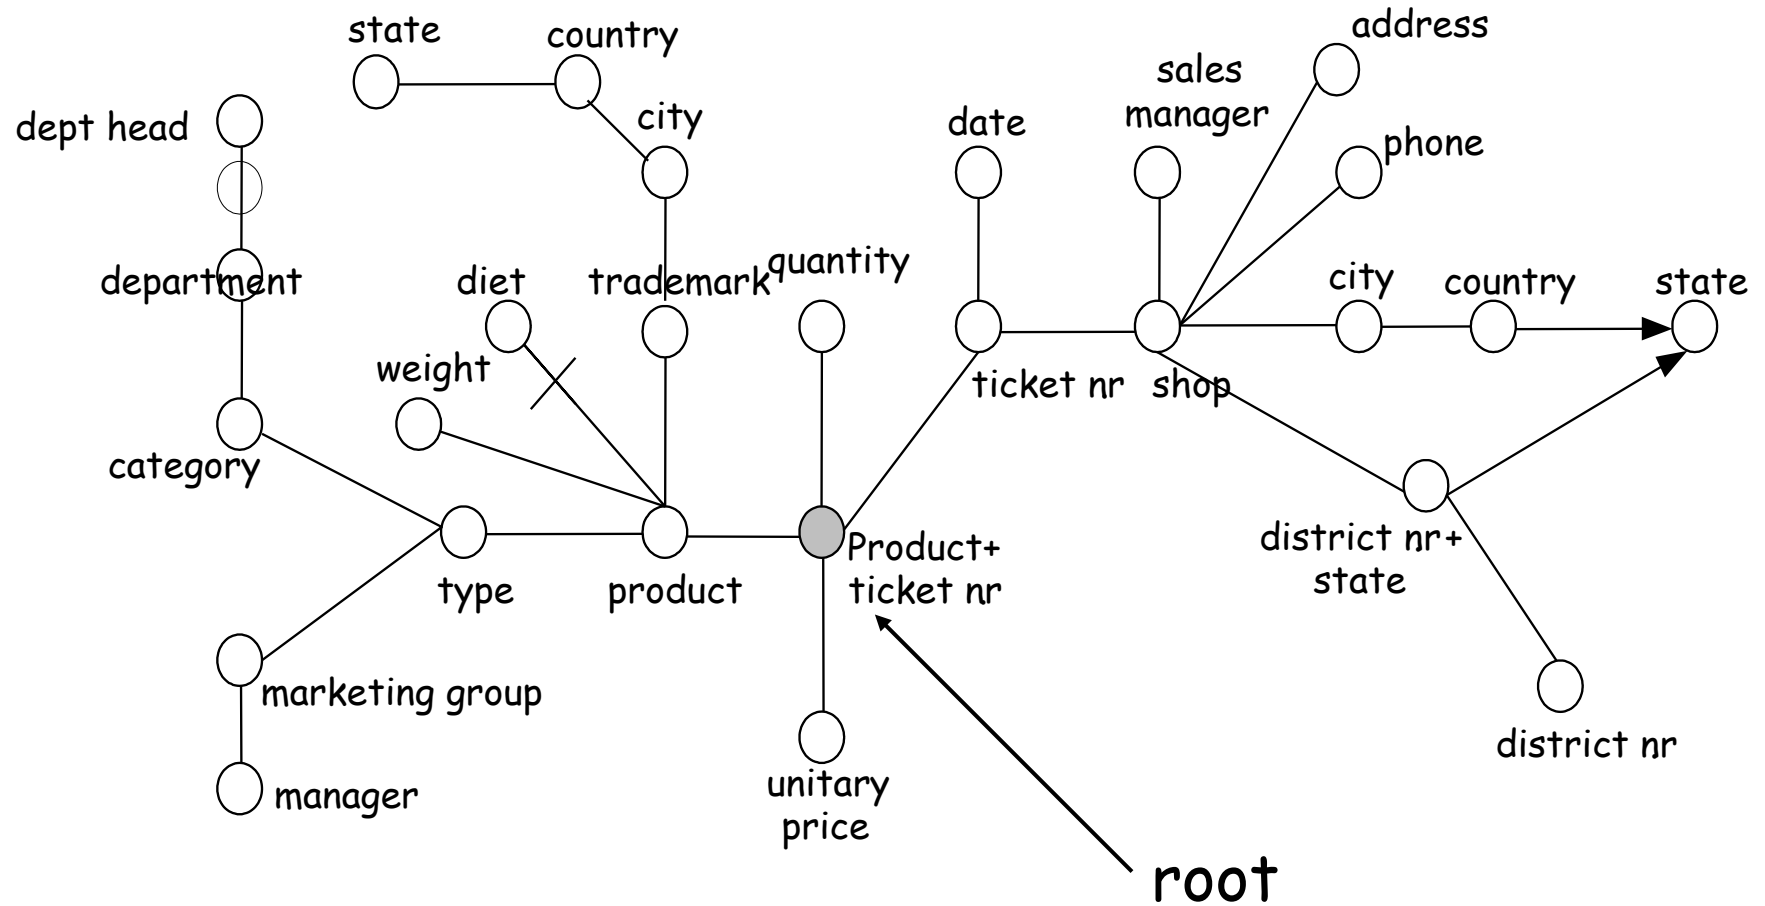 state
country
address
sales
manager
dept head
city
date
phone
department
diet
trademark
quantity
city
country
state
weight
ticket nr
shop
category
district nr+
state
Product+
ticket nr
type
product
marketing group
district nr
manager
unitary
price
root